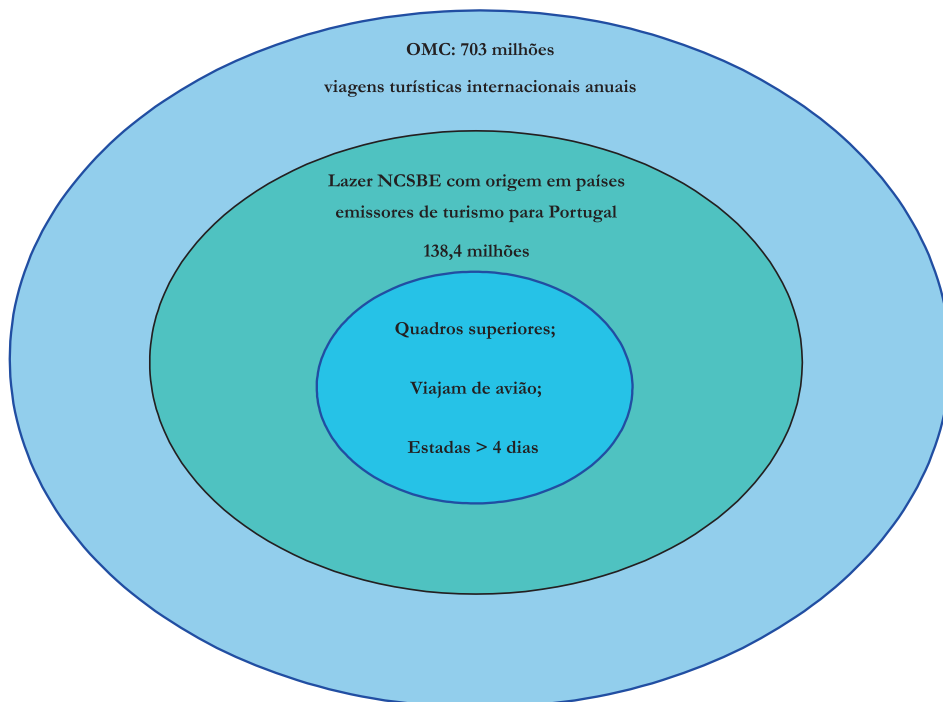 OMC: 703 milhões
viagens turísticas internacionais anuais
Lazer NCSBE com origem em países
emissores de turismo para Portugal
138,4 milhões
Quadros superiores;
Viajam de avião;
Estadas > 4 dias